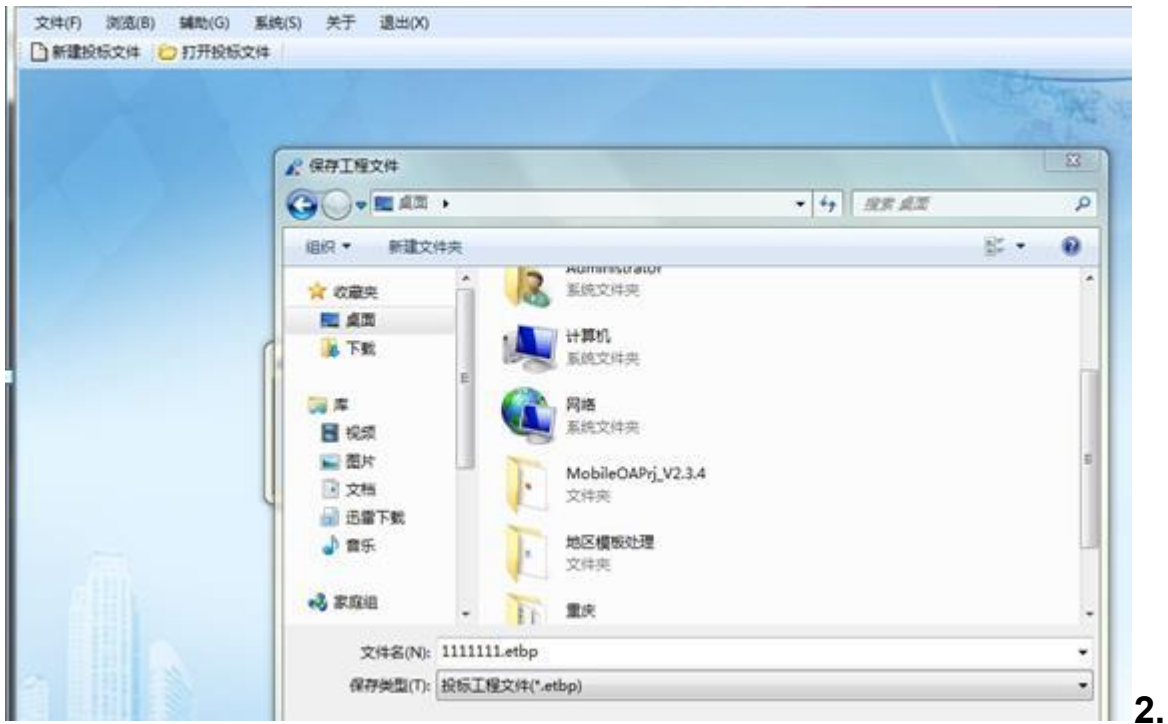 文件(F) 浏览(B) 辅助(G) 系统(S) 关于 退出(X)
新建投标文件 打开投标文件
保存工程文件
桌面
搜索 桌面
组织 新建文件夹
收藏夹
桌面
下载
库
视频
图片
文档
迅雷下载
音乐
家庭组
Administrator
系统文件夹
计算机
系统文件夹
网络
系统文件夹
MobileOAPrj_V2.3.4
文件夹
地区模板处理
文件夹
重庆
文件名(N): 1111111.etbp
保存类型(T): 投标工程文件(*.etbp)
2.